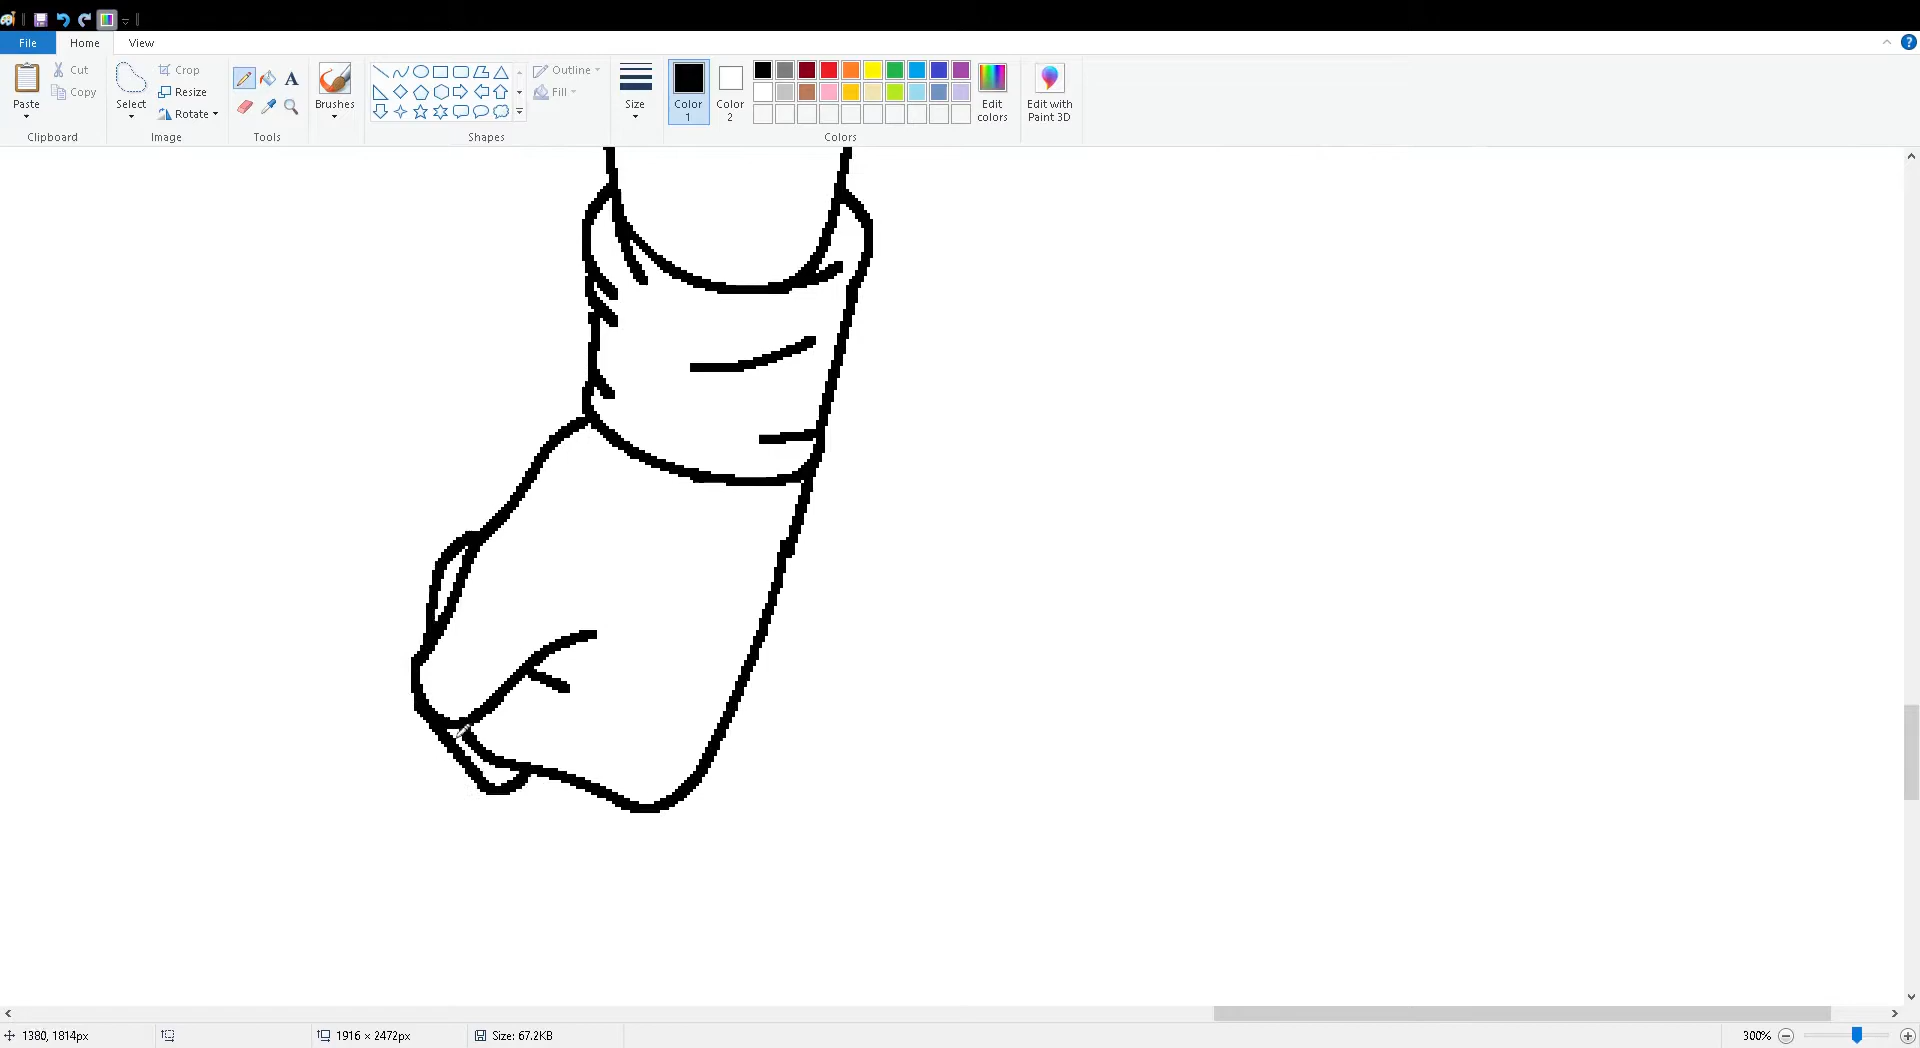 File Home View
Paste Cut Copy Clipboard
Select Crop Resize Rotate Image
A Tools
Brushes
Shapes Outline Fill
Size
Color 1 Color 2 Edit colors Colors
Edit with Paint 3D
1380, 1814px 1916 × 2472px Size: 67.2KB 300%